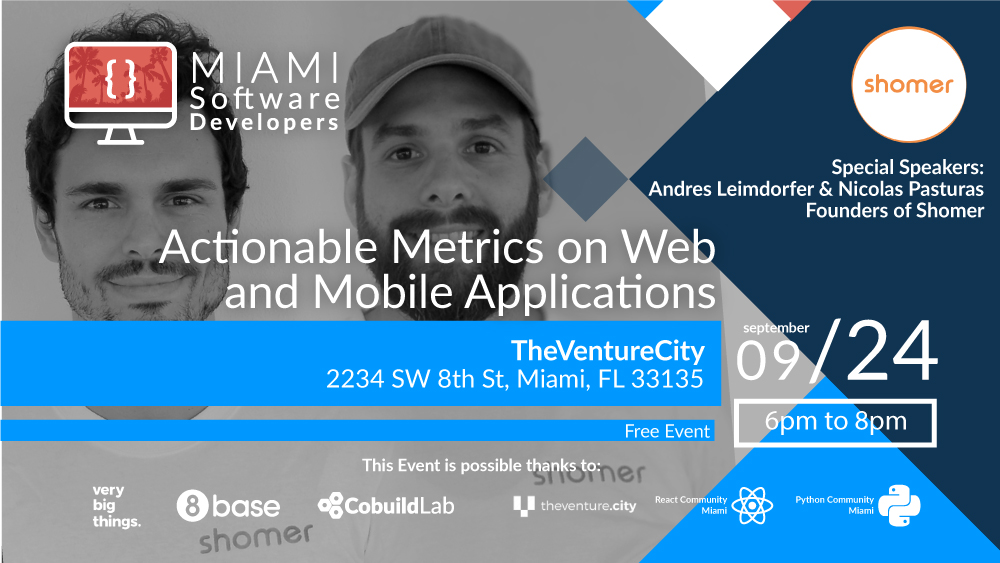 { }
MIAMI
Software
Developers
shomer
Special Speakers:
Andres Leimdorfer & Nicolas Pasturas
Founders of Shomer
Actionable Metrics on Web
and Mobile Applications
TheVentureCity
2234 SW 8th St, Miami, FL 33135
september
09/24
6pm to 8pm
Free Event
This Event is possible thanks to:
shomer
very
big
things.
8base
CobuildLab
theventure.city
React Community
Miami
Python Community
Miami
shomer